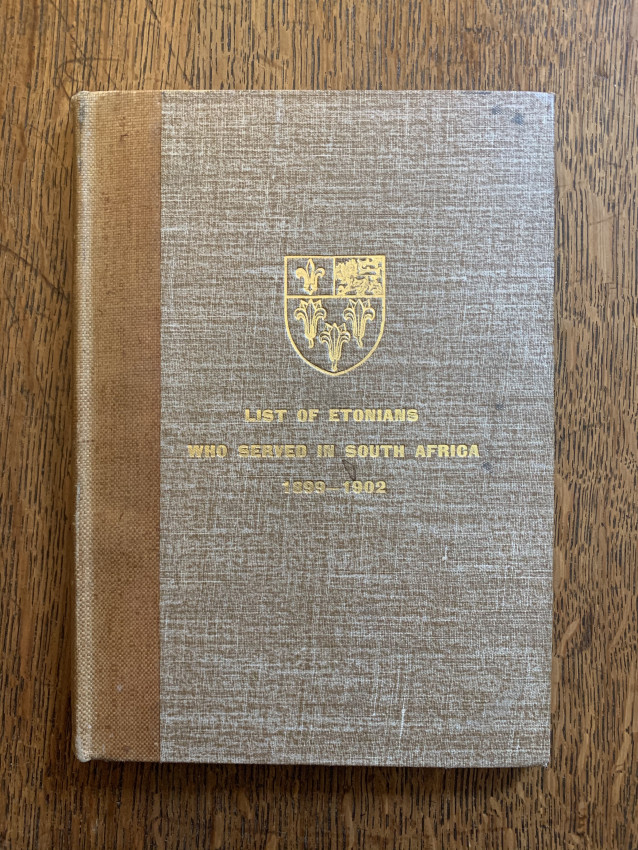 LIST OF ETONIANS
WHO SERVED IN SOUTH AFRICA
1899-1902